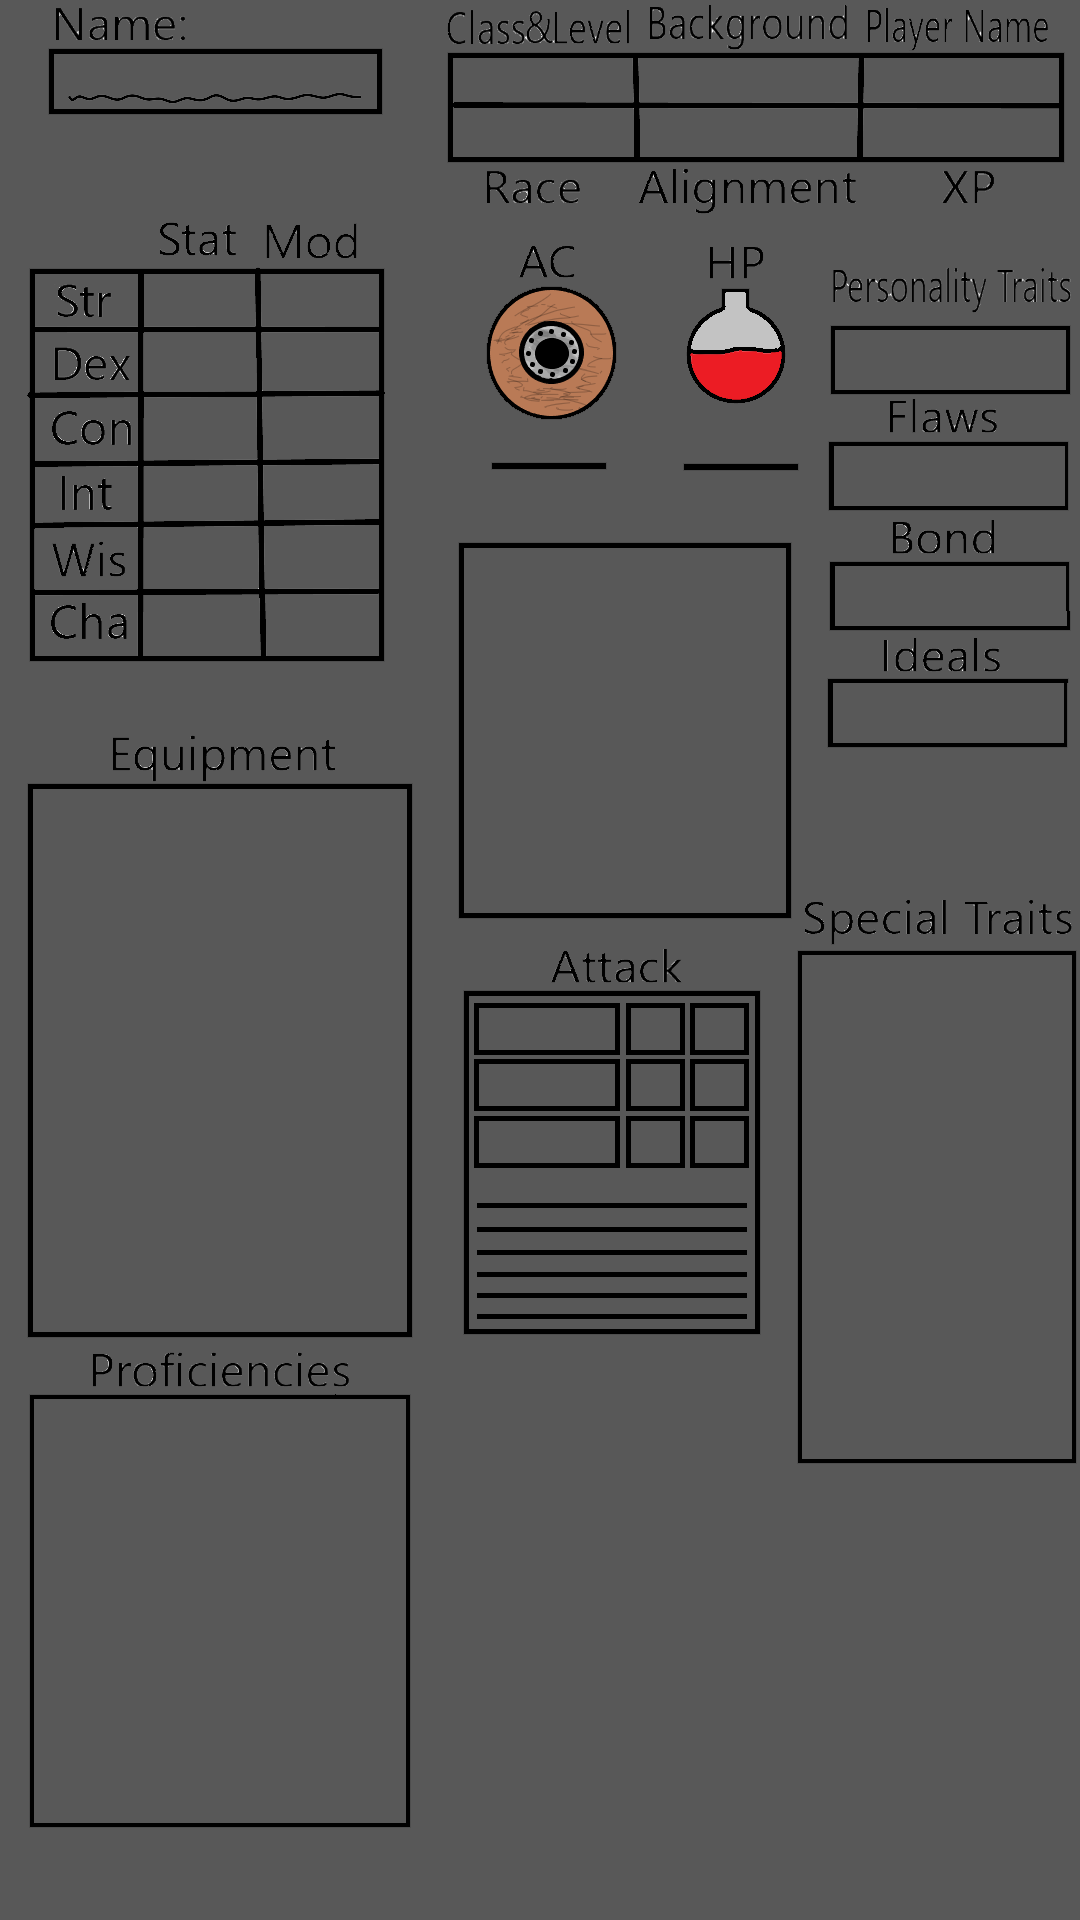 Name:
Class&Level Background Player Name
Race Alignment XP
Stat Mod
Str
Dex
Con
Int
Wis
Cha
AC HP
Personality Traits
Flaws
Bond
Ideals
Equipment
Special Traits
Attack
Proficiencies